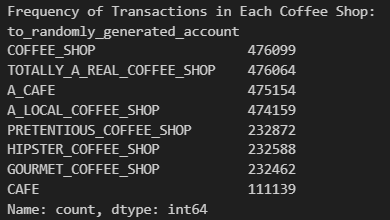 Frequency of Transactions in Each Coffee Shop:
to_randomly_generated_account
COFFEE_SHOP 476099
TOTALLY_A_REAL_COFFEE_SHOP 476064
A_CAFE 475154
A_LOCAL_COFFEE_SHOP 474159
PRETENTIOUS_COFFEE_SHOP 232872
HIPSTER_COFFEE_SHOP 232588
GOURMET_COFFEE_SHOP 232462
CAFE 111139
Name: count, dtype: int64